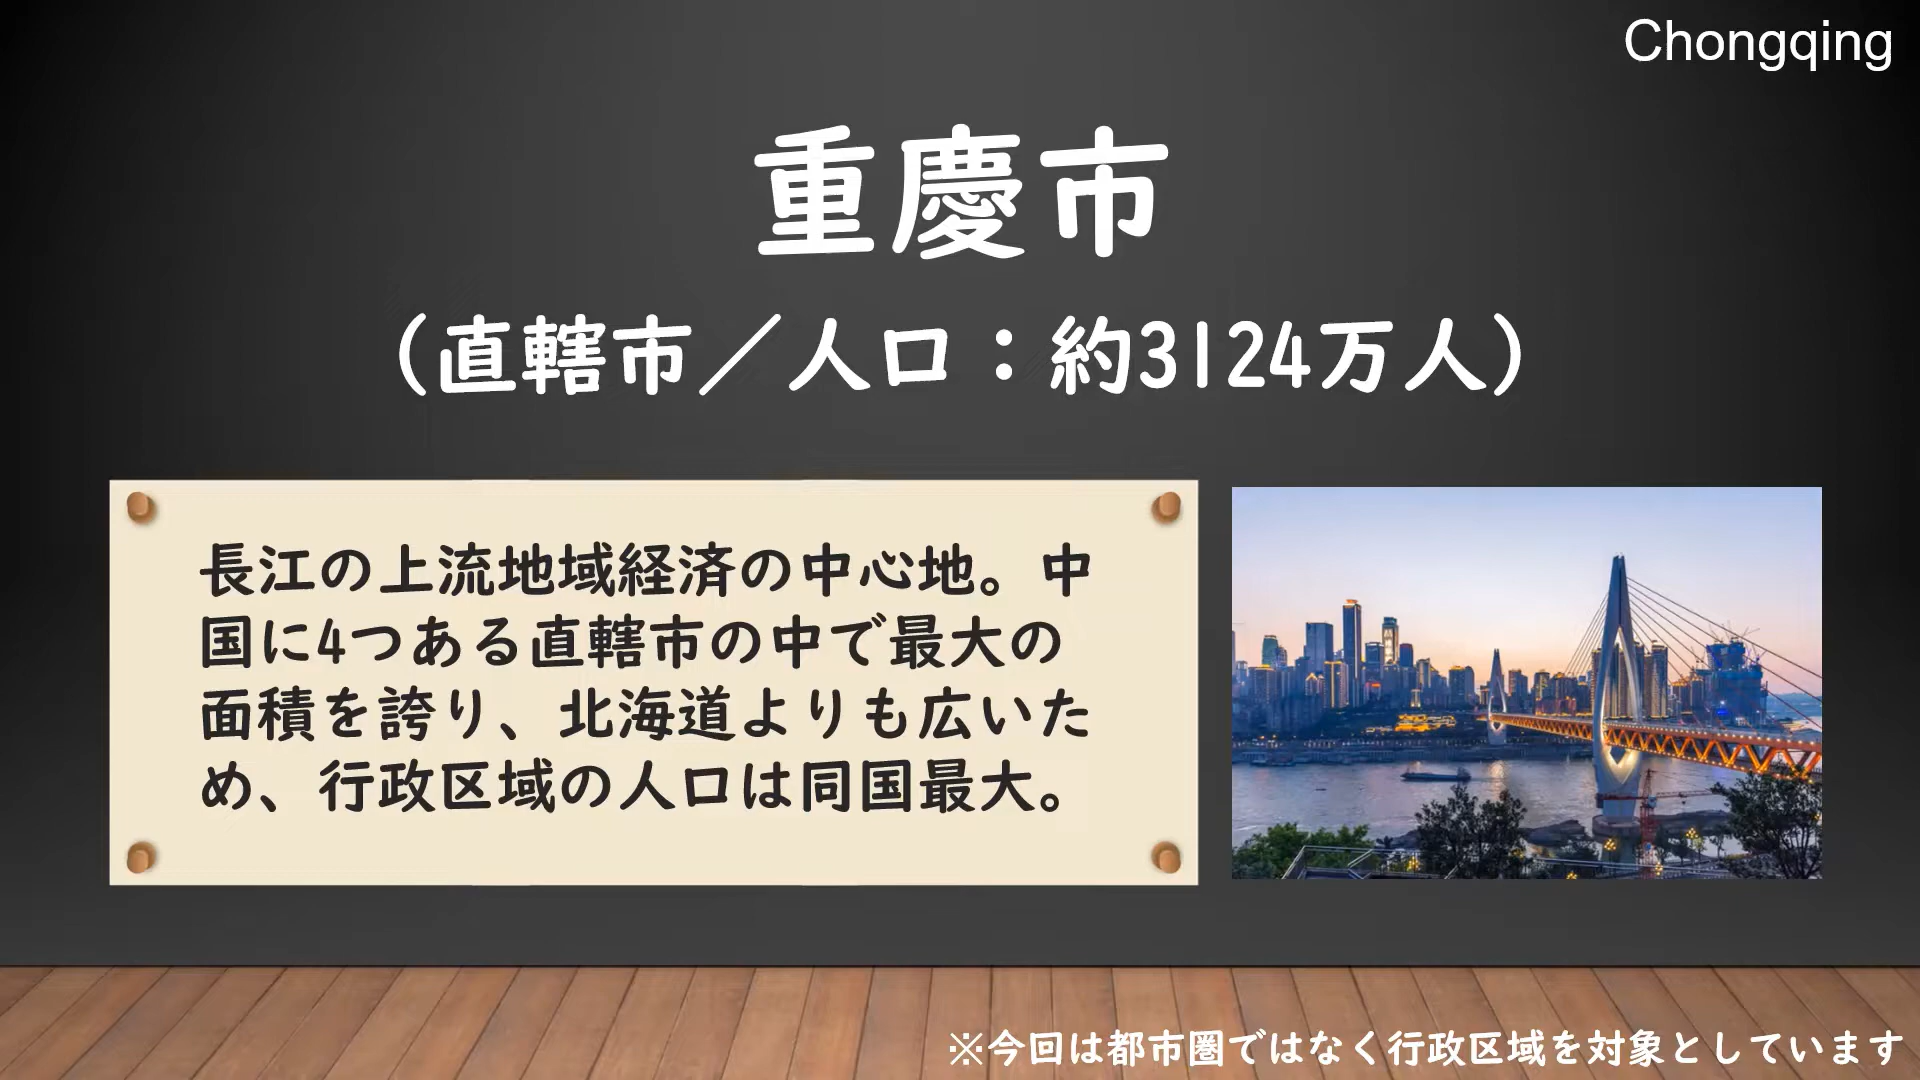 Chongqing
重慶市
（直轄市／人口：約3124万人）
長江の上流地域経済の中心地。中
国に4つある直轄市の中で最大の
面積を誇り、北海道よりも広いた
め、行政区域の人口は同国最大。
※今回は都市圏ではなく行政区域を対象としています